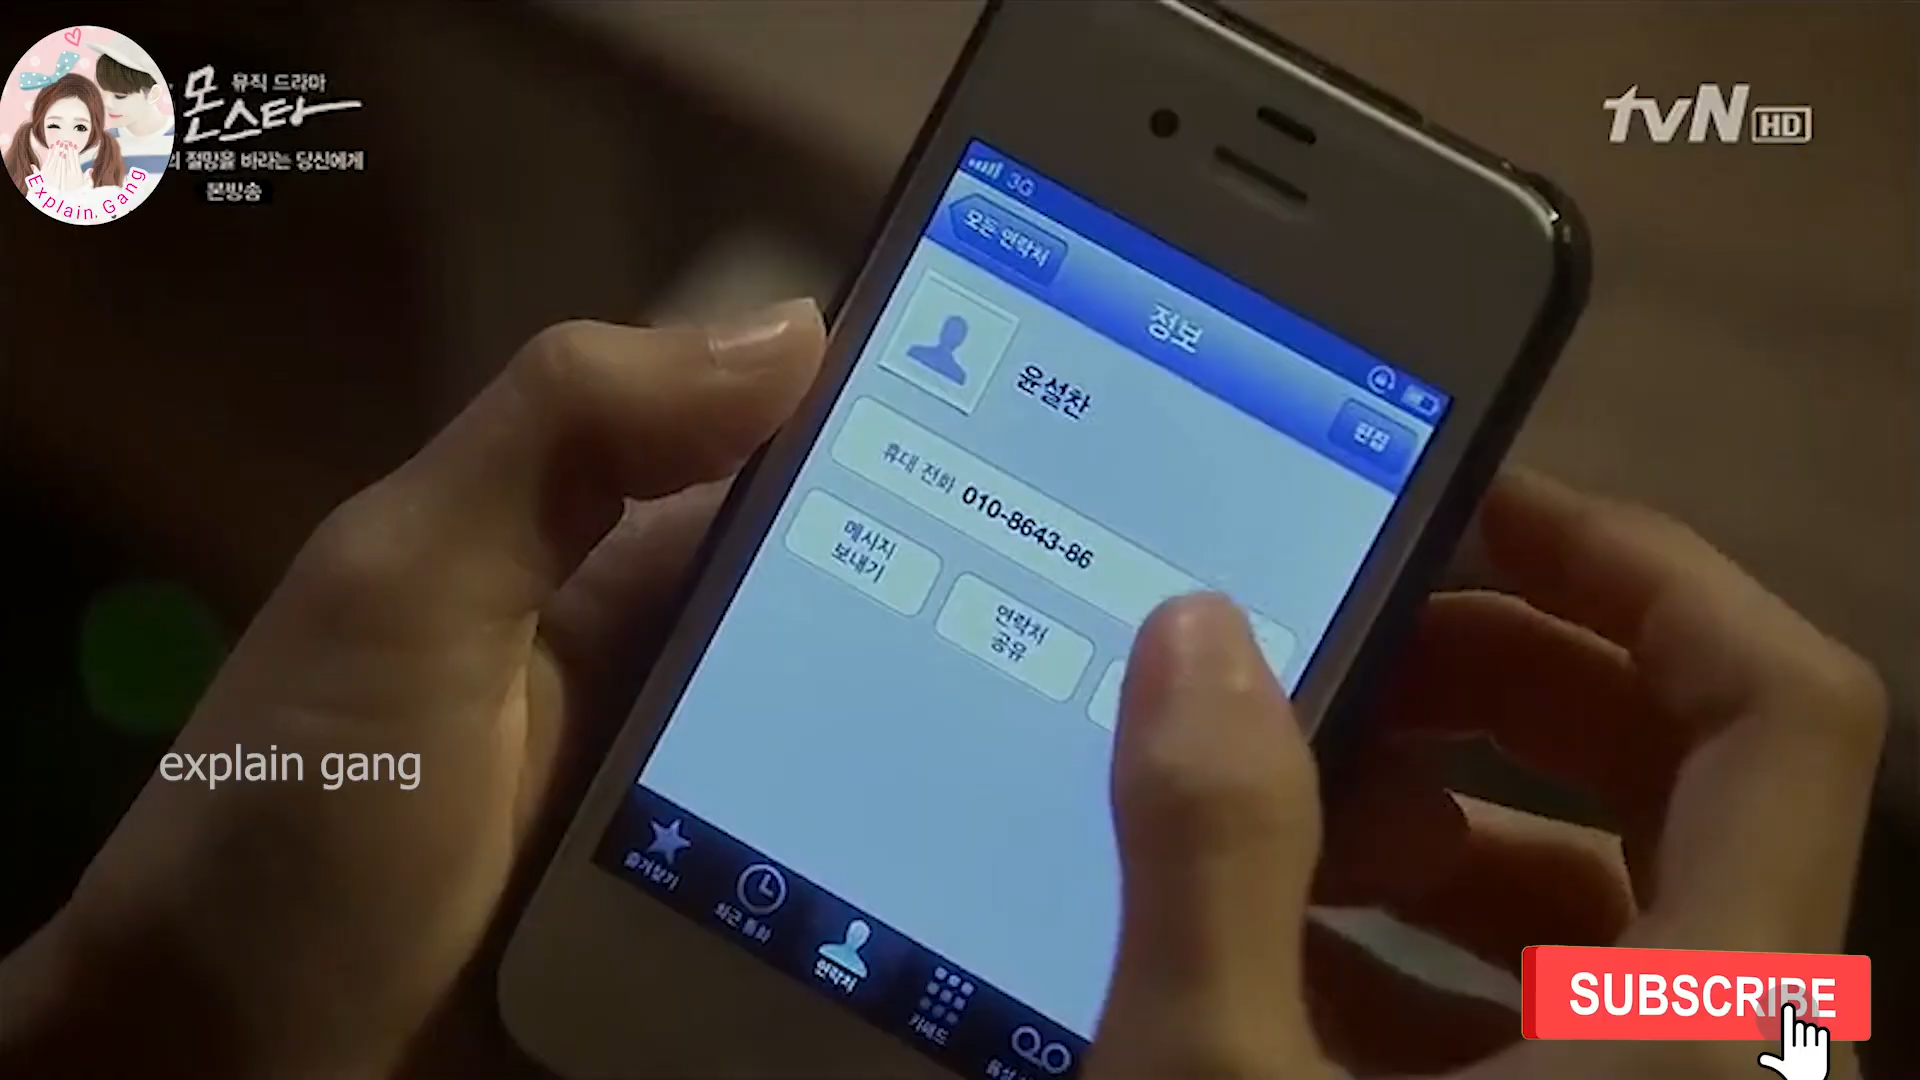 뮤직 드라마
몬스타
의 절망을 바라는 당신에게
본방송
Explain. Gang
tvN HD
3G
모든 연락처
정보
편집
윤설찬
휴대 전화 010-8643-86
메시지
보내기
연락처
공유
explain gang
즐겨찾기
최근 통화
연락처
키패드
음성
SUBSCRIBE